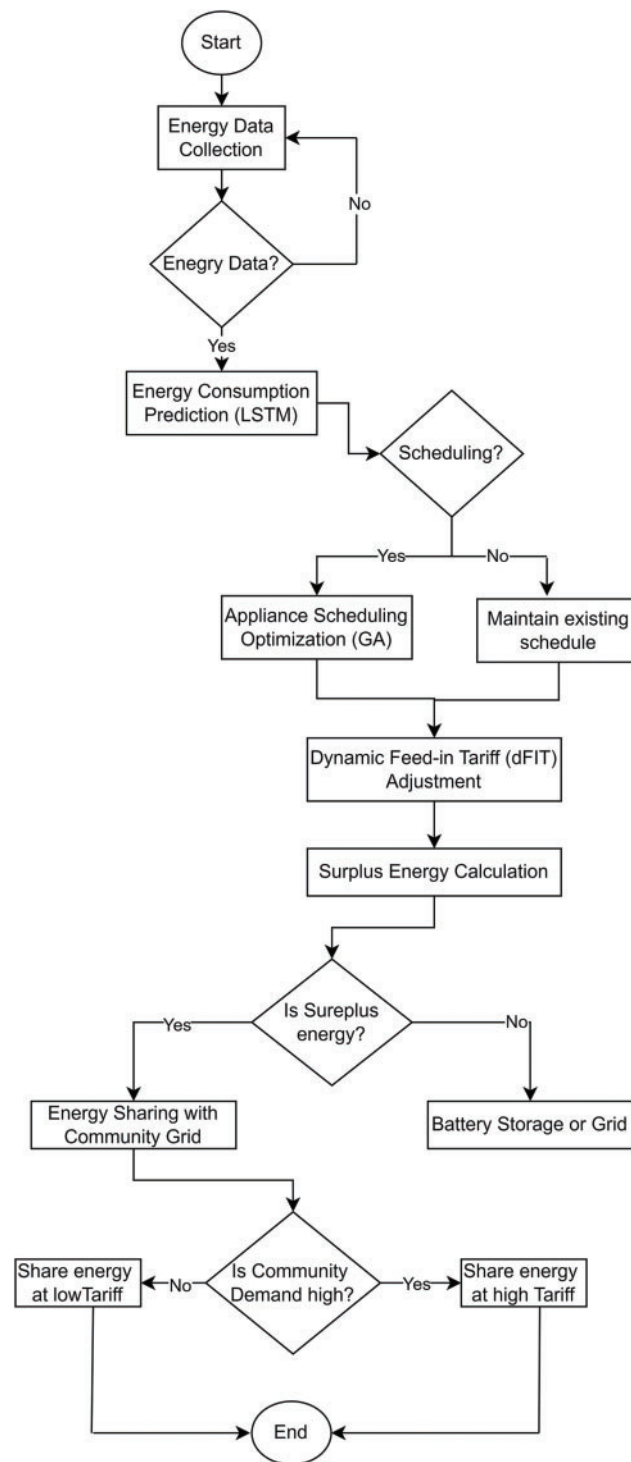 Start
Energy Data
Collection
No
Enegry Data?
Yes
Energy Consumption
Prediction (LSTM)
Scheduling?
Yes
No
Appliance Scheduling
Optimization (GA)
Maintain existing
schedule
Dynamic Feed-in Tariff (dFIT)
Adjustment
Surplus Energy Calculation
Is Sureplus
energy?
Yes
No
Energy Sharing with
Community Grid
Battery Storage or Grid
Is Community
Demand high?
No
Yes
Share energy
at lowTariff
Share energy
at high Tariff
End